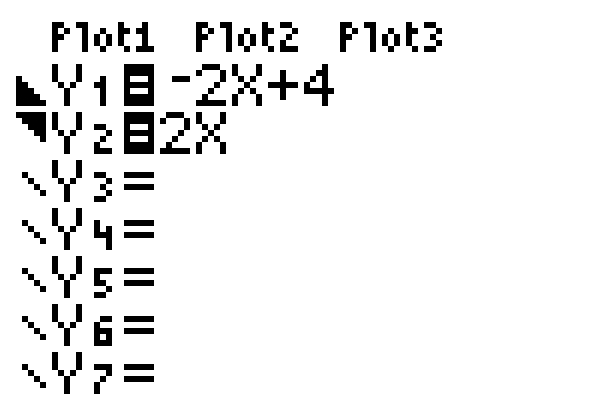 Plot1 Plot2 Plot3
Y1=-2X+4
Y2=2X
Y3=
Y4=
Y5=
Y6=
Y7=